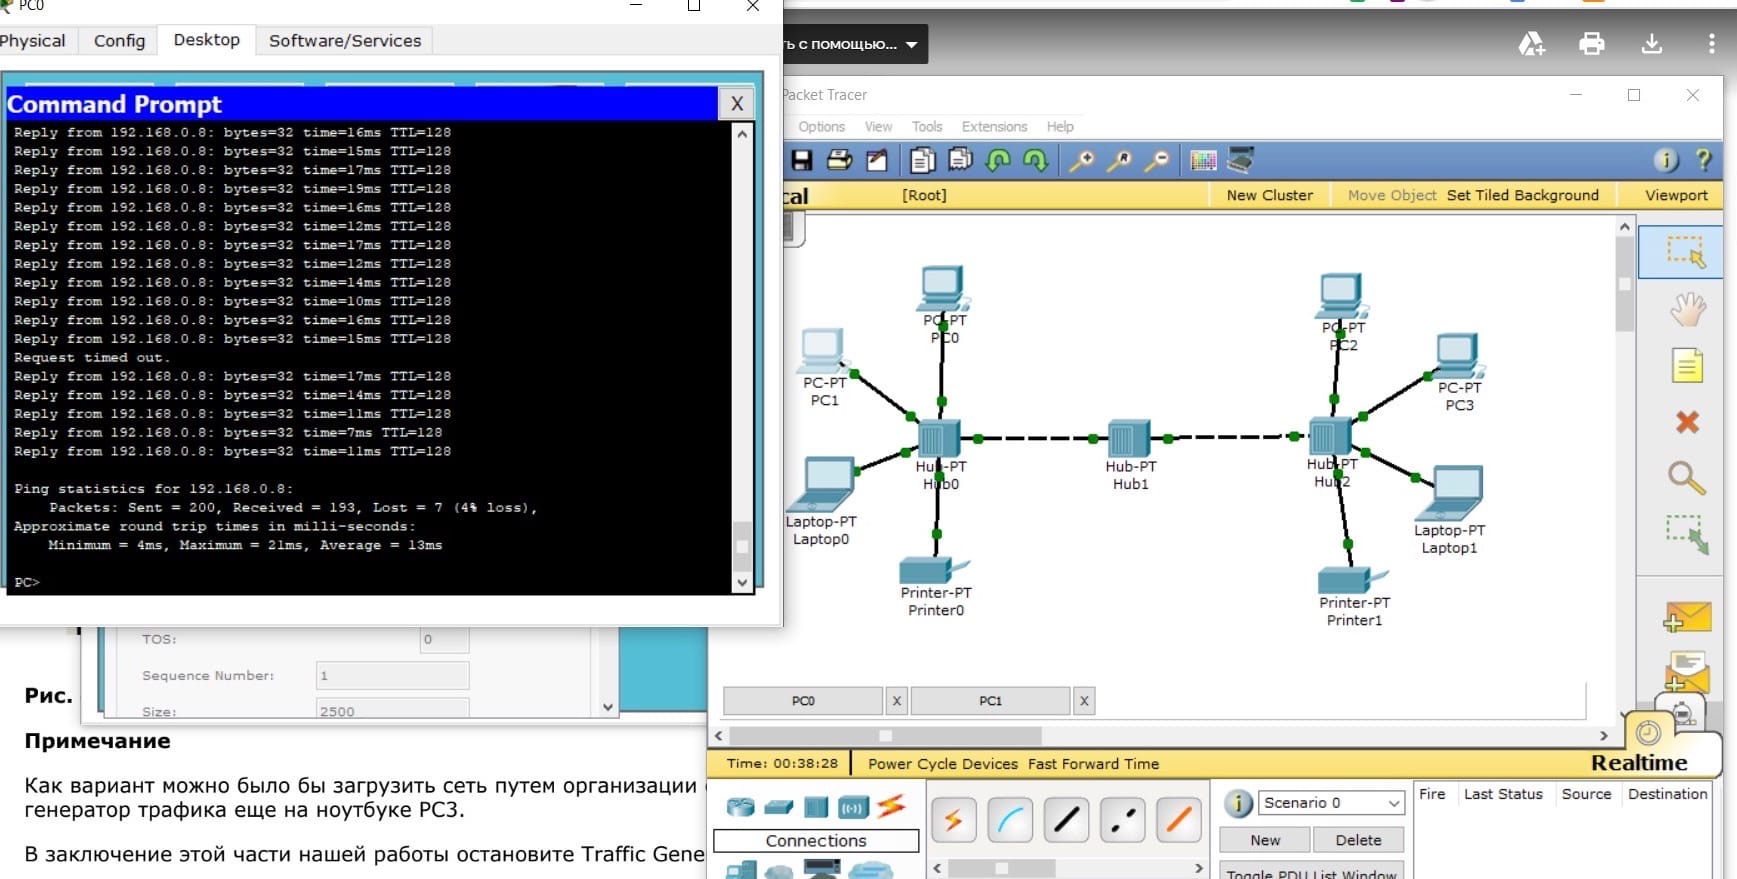 PC0
Physical
Config
Desktop
Software/Services
Command Prompt
X
Reply from 192.168.0.8: bytes=32 time=16ms TTL=128
Reply from 192.168.0.8: bytes=32 time=15ms TTL=128
Reply from 192.168.0.8: bytes=32 time=17ms TTL=128
Reply from 192.168.0.8: bytes=32 time=19ms TTL=128
Reply from 192.168.0.8: bytes=32 time=16ms TTL=128
Reply from 192.168.0.8: bytes=32 time=12ms TTL=128
Reply from 192.168.0.8: bytes=32 time=17ms TTL=128
Reply from 192.168.0.8: bytes=32 time=12ms TTL=128
Reply from 192.168.0.8: bytes=32 time=14ms TTL=128
Reply from 192.168.0.8: bytes=32 time=10ms TTL=128
Reply from 192.168.0.8: bytes=32 time=16ms TTL=128
Reply from 192.168.0.8: bytes=32 time=15ms TTL=128
Request timed out.
Reply from 192.168.0.8: bytes=32 time=17ms TTL=128
Reply from 192.168.0.8: bytes=32 time=14ms TTL=128
Reply from 192.168.0.8: bytes=32 time=11ms TTL=128
Reply from 192.168.0.8: bytes=32 time=7ms TTL=128
Reply from 192.168.0.8: bytes=32 time=11ms TTL=128
Ping statistics for 192.168.0.8:
Packets: Sent = 200, Received = 193, Lost = 7 (4% loss),
Approximate round trip times in milli-seconds:
Minimum = 4ms, Maximum = 21ms, Average = 13ms
PC>
TOS:
0
Sequence Number:
1
Size:
2500
Рис.
Примечание
Как вариант можно было бы загрузить сеть путем организации
генератор трафика еще на ноутбуке PC3.
В заключение этой части нашей работы остановите Traffic Gene
ь с помощью...
Packet Tracer
Options
View
Tools
Extensions
Help
cal
[Root]
New Cluster
Move Object
Set Tiled Background
Viewport
PC-PT
PC0
PC-PT
PC1
Laptop-PT
Laptop0
Hub-PT
Hub0
Printer-PT
Printer0
Hub-PT
Hub1
PC-PT
PC2
PC-PT
PC3
Hub-PT
Hub2
Laptop-PT
Laptop1
Printer-PT
Printer1
PC0
X
PC1
X
Time: 00:38:28
Power Cycle Devices
Fast Forward Time
Realtime
Connections
Scenario 0
New
Delete
Toggle PDU List Window
Fire
Last Status
Source
Destination